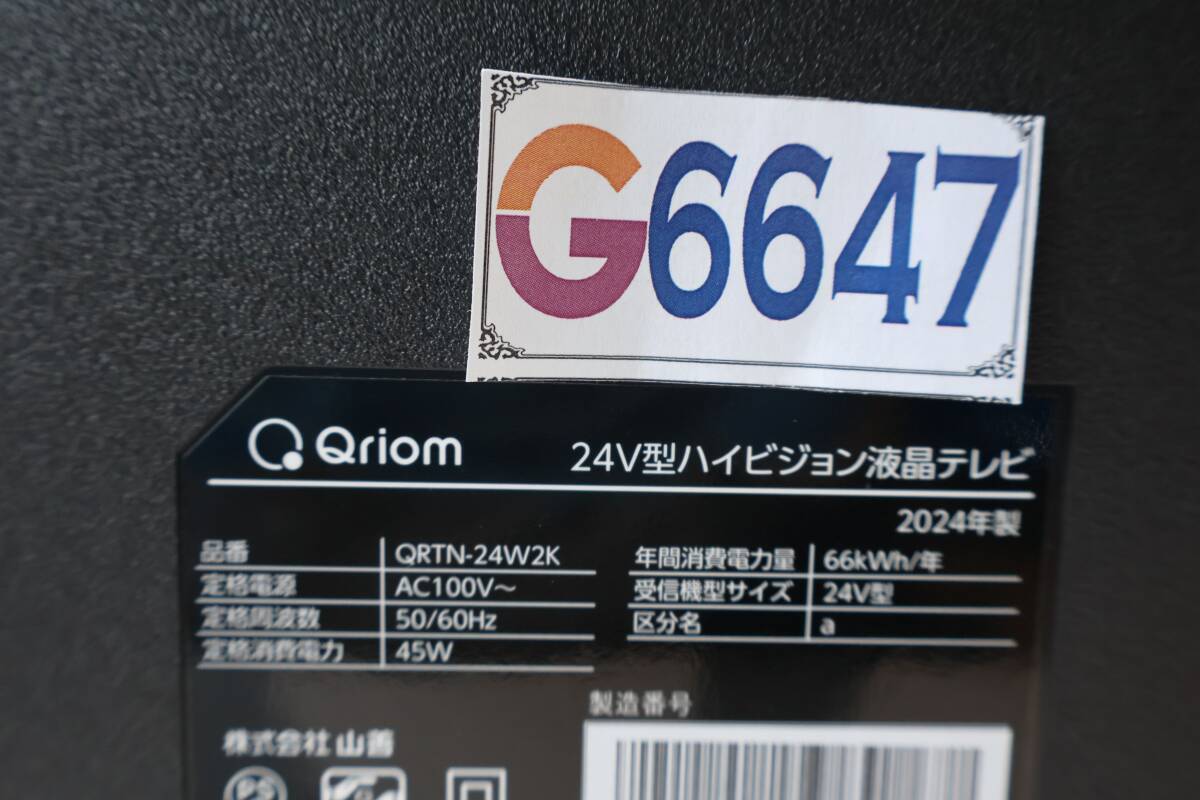 G6647
Qriom
24V型ハイビジョン液晶テレビ
2024年製
品番 QRTN-24W2K
定格電源 AC100V～
定格周波数 50/60Hz
定格消費電力 45W
年間消費電力量 66kWh/年
受信機型サイズ 24V型
区分名 a
製造番号
株式会社 山善
PS